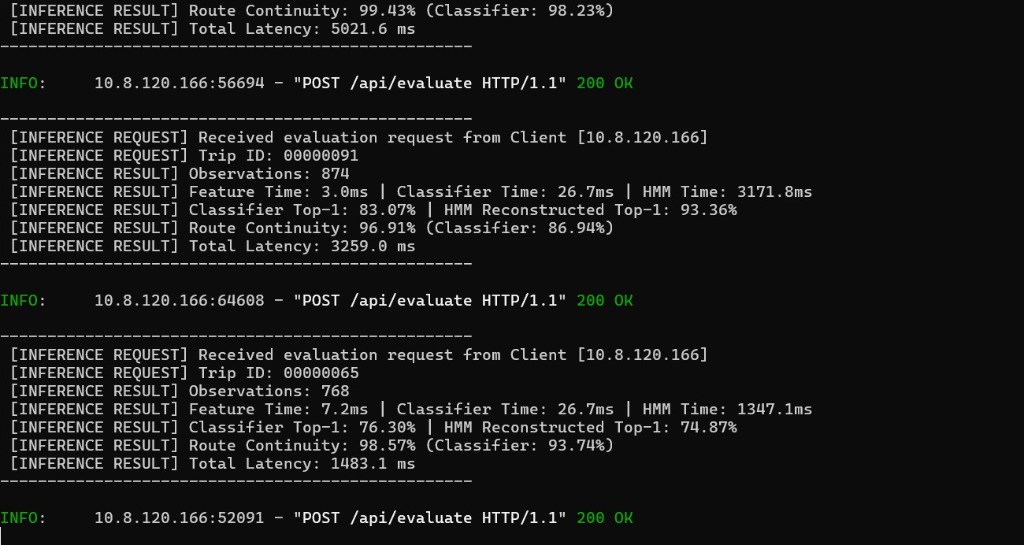 [INFERENCE RESULT] Route Continuity: 99.43% (Classifier: 98.23%)
[INFERENCE RESULT] Total Latency: 5021.6 ms
--------------------------------------------------
INFO:     10.8.120.166:56694 - "POST /api/evaluate HTTP/1.1" 200 OK
--------------------------------------------------
[INFERENCE REQUEST] Received evaluation request from Client [10.8.120.166]
[INFERENCE REQUEST] Trip ID: 00000091
[INFERENCE RESULT] Observations: 874
[INFERENCE RESULT] Feature Time: 3.0ms | Classifier Time: 26.7ms | HMM Time: 3171.8ms
[INFERENCE RESULT] Classifier Top-1: 83.07% | HMM Reconstructed Top-1: 93.36%
[INFERENCE RESULT] Route Continuity: 96.91% (Classifier: 86.94%)
[INFERENCE RESULT] Total Latency: 3259.0 ms
--------------------------------------------------
INFO:     10.8.120.166:64608 - "POST /api/evaluate HTTP/1.1" 200 OK
--------------------------------------------------
[INFERENCE REQUEST] Received evaluation request from Client [10.8.120.166]
[INFERENCE REQUEST] Trip ID: 00000065
[INFERENCE RESULT] Observations: 768
[INFERENCE RESULT] Feature Time: 7.2ms | Classifier Time: 26.7ms | HMM Time: 1347.1ms
[INFERENCE RESULT] Classifier Top-1: 76.30% | HMM Reconstructed Top-1: 74.87%
[INFERENCE RESULT] Route Continuity: 98.57% (Classifier: 93.74%)
[INFERENCE RESULT] Total Latency: 1483.1 ms
--------------------------------------------------
INFO:     10.8.120.166:52091 - "POST /api/evaluate HTTP/1.1" 200 OK